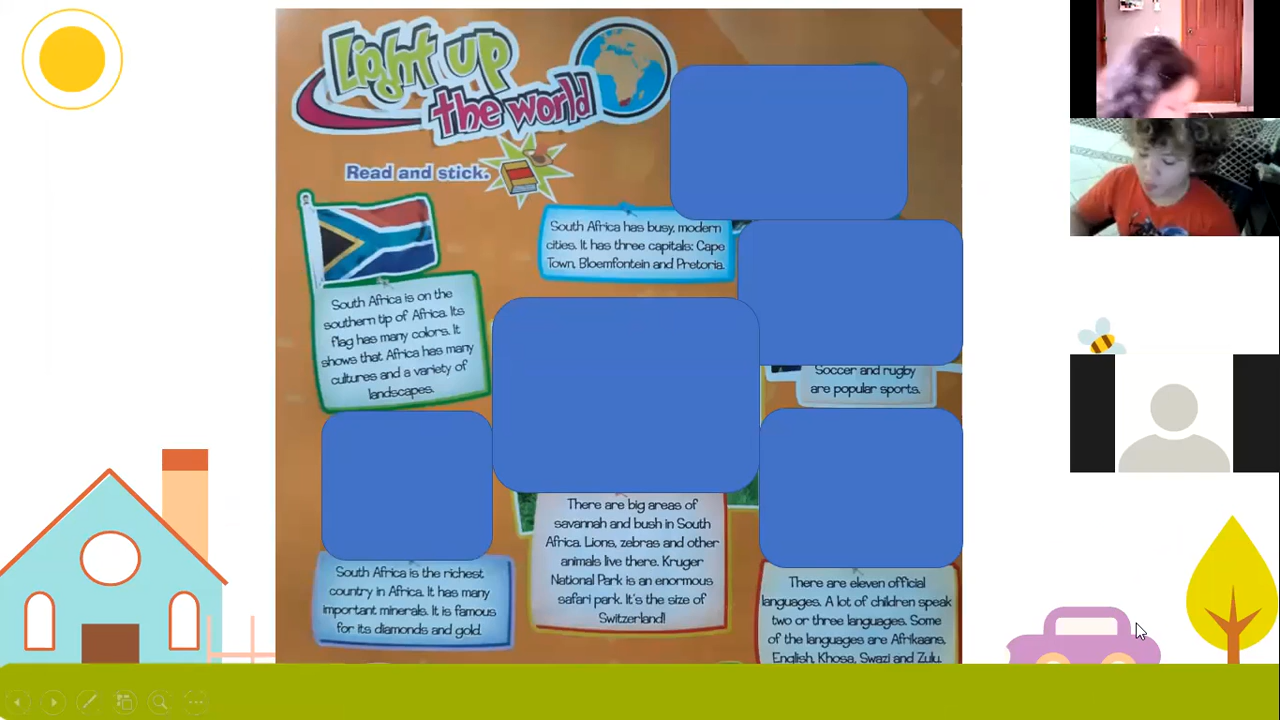 Light up
the world
Read and stick.
South Africa has busy, modern
cities. It has three capitals: Cape
Town, Bloemfontein and Pretoria.
South Africa is on the
southern tip of Africa. Its
flag has many colors. It
shows that Africa has many
cultures and a variety of
landscapes.
Soccer and rugby
are popular sports.
There are big areas of
savannah and bush in South
Africa. Lions, zebras and other
animals live there. Kruger
National Park is an enormous
safari park. It's the size of
Switzerland!
South Africa is the richest
country in Africa. It has many
important minerals. It is famous
for its diamonds and gold.
There are eleven official
languages. A lot of children speak
two or three languages. Some
of the languages are Afrikaans,
English, Khosa, Swazi and Zulu.